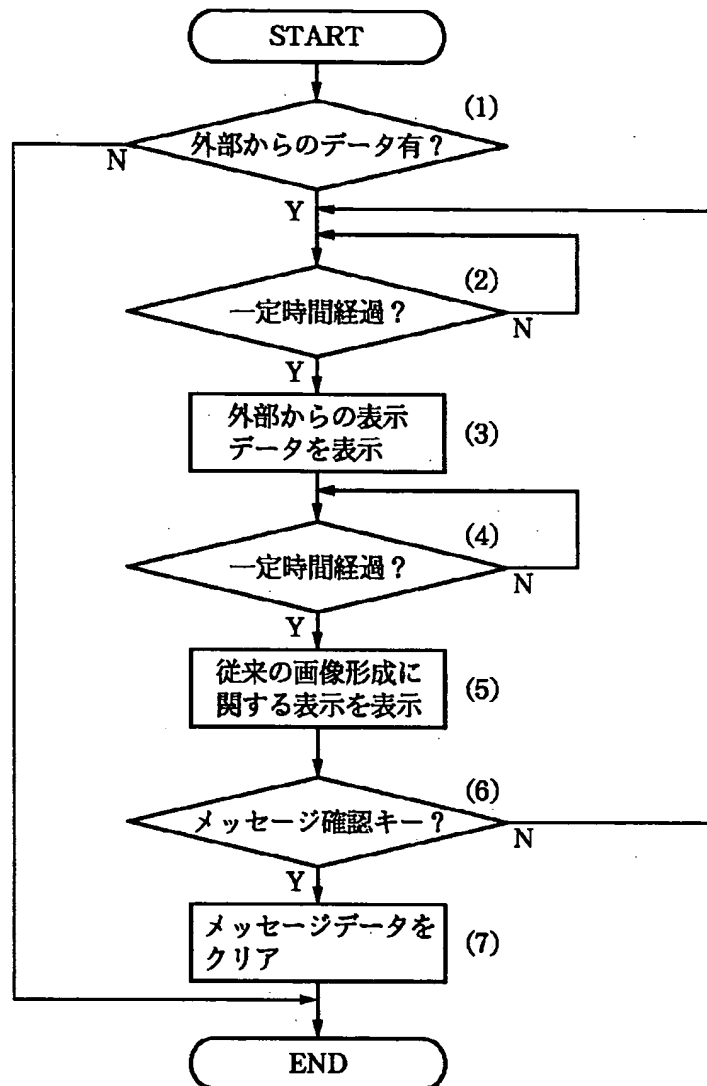 START
(1)
外部からのデータ有?
N
Y
(2)
一定時間経過?
N
Y
外部からの表示
データを表示
(3)
(4)
一定時間経過?
N
Y
従来の画像形成に
関する表示を表示
(5)
(6)
メッセージ確認キー?
N
Y
メッセージデータを
クリア
(7)
END